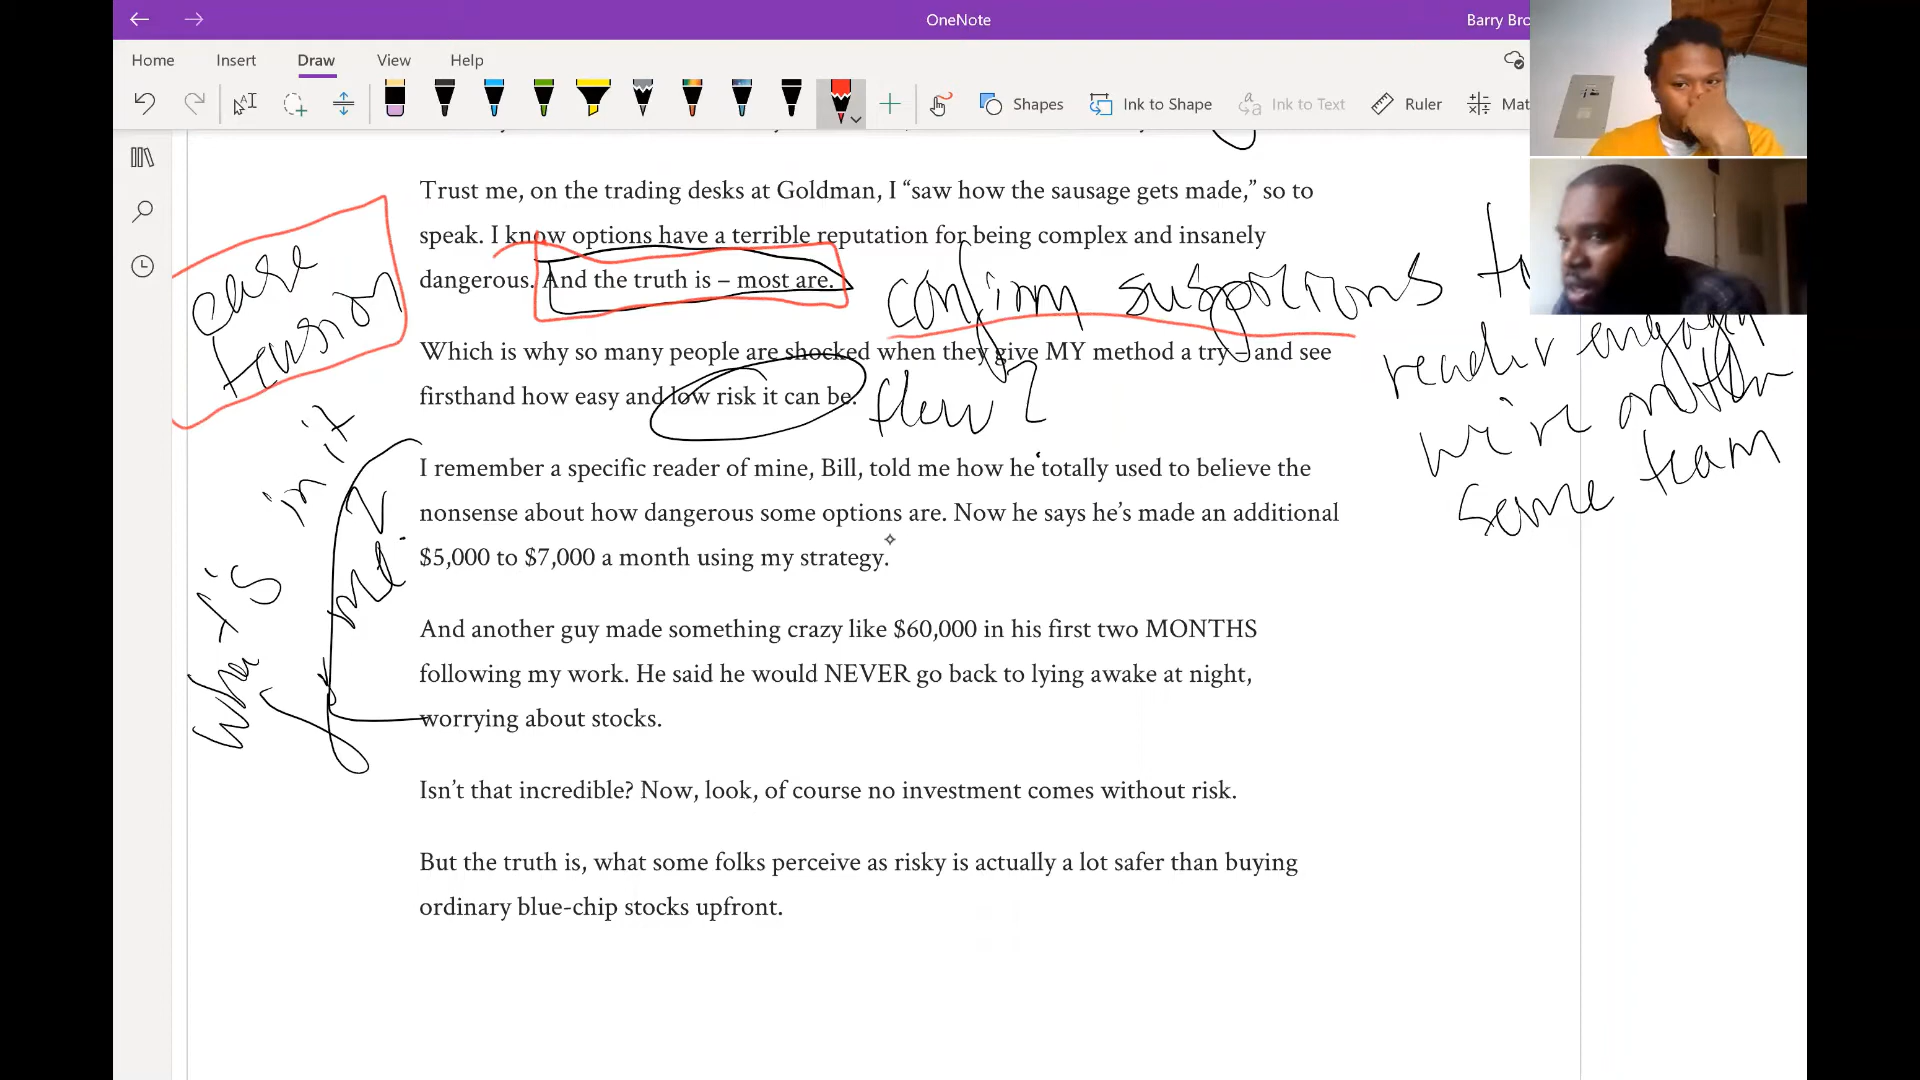 OneNote
Barry Bro
Home Insert Draw View Help
Shapes Ink to Shape Ink to Text Ruler Mat
Trust me, on the trading desks at Goldman, I “saw how the sausage gets made,” so to
speak. I know options have a terrible reputation for being complex and insanely
dangerous. And the truth is – most are.
confirm suspicions
ease
tension
Which is why so many people are shocked when they give MY method a try – and see
firsthand how easy and low risk it can be.
reader
we're on the
same team
what's in it
me
I remember a specific reader of mine, Bill, told me how he totally used to believe the
nonsense about how dangerous some options are. Now he says he’s made an additional
$5,000 to $7,000 a month using my strategy.
And another guy made something crazy like $60,000 in his first two MONTHS
following my work. He said he would NEVER go back to lying awake at night,
worrying about stocks.
Isn’t that incredible? Now, look, of course no investment comes without risk.
But the truth is, what some folks perceive as risky is actually a lot safer than buying
ordinary blue-chip stocks upfront.